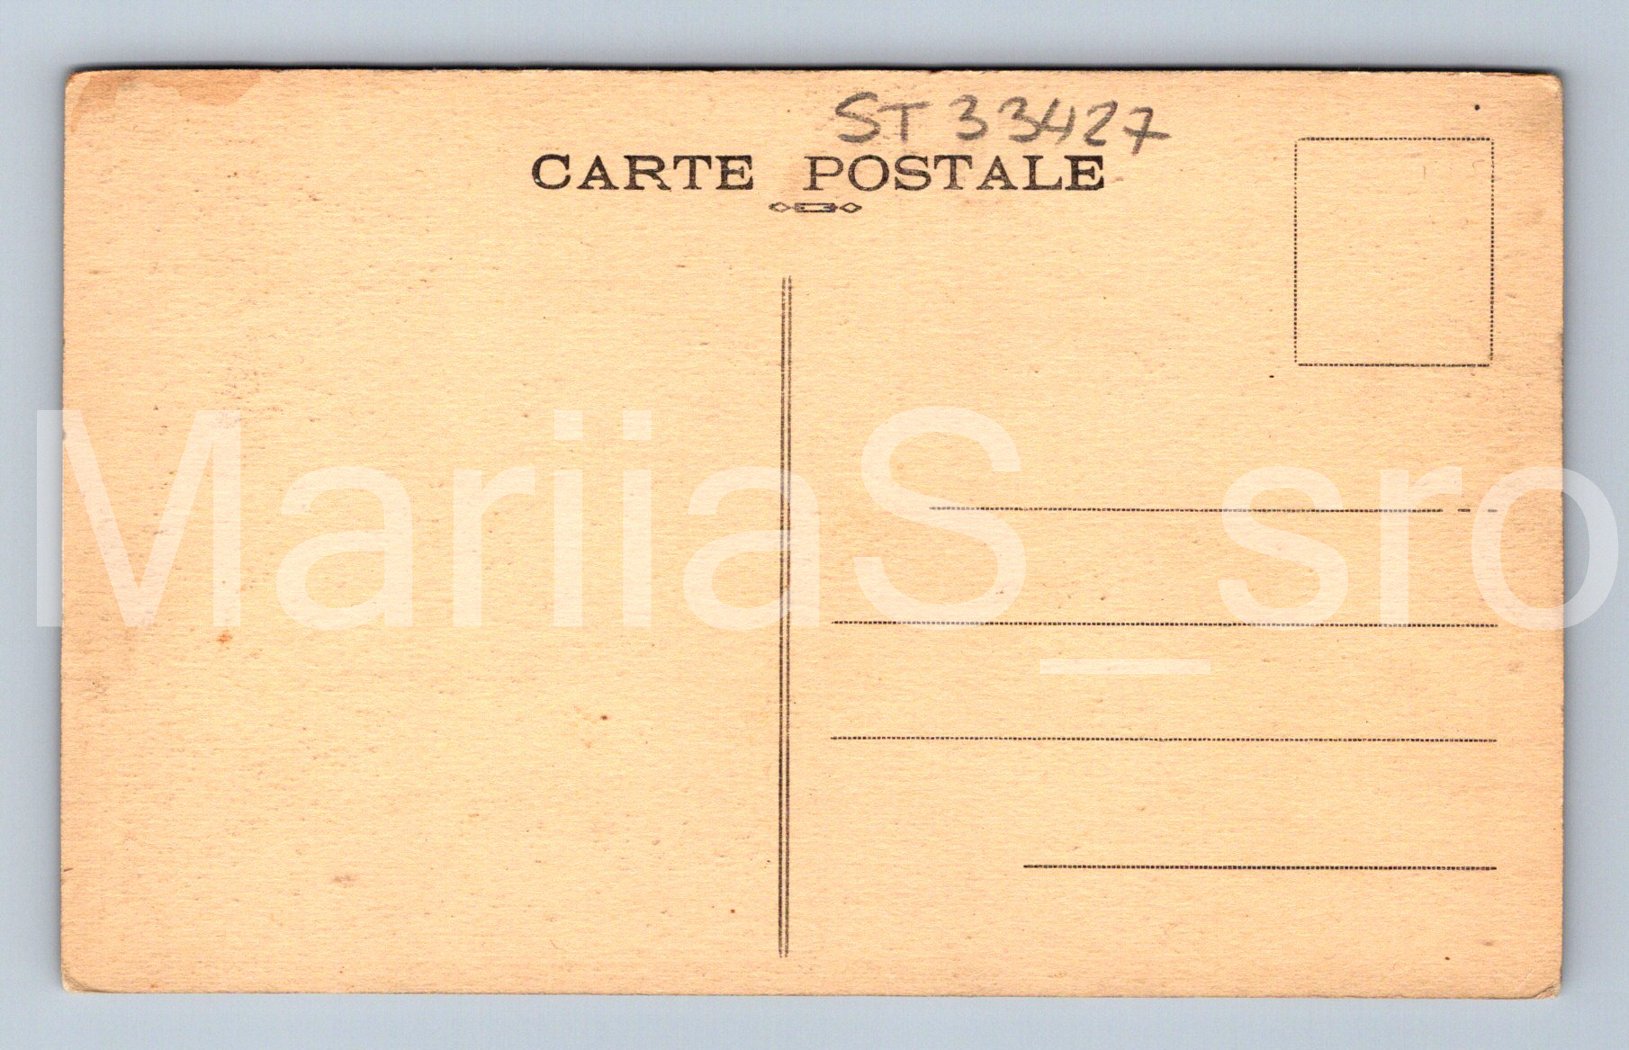 ST 33427
CARTE POSTALE
MariiaS_sro